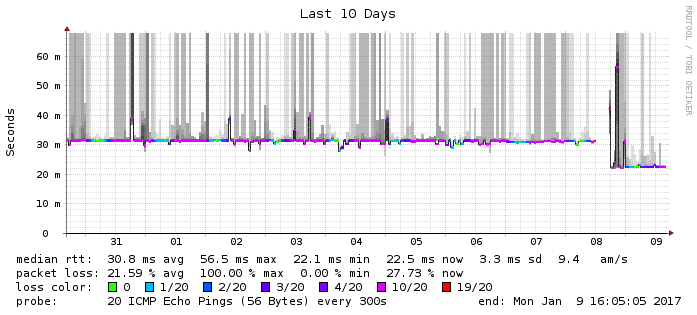 Last 10 Days
RRDTOOL / TOBI OETIKER
Seconds
60 m
50 m
40 m
30 m
20 m
10 m
0
31 01 02 03 04 05 06 07 08 09
median rtt: 30.8 ms avg 56.5 ms max 22.1 ms min 22.5 ms now 3.3 ms sd 9.4 am/s
packet loss: 21.59 % avg 100.00 % max 0.00 % min 27.73 % now
loss color: 0 1/20 2/20 3/20 4/20 10/20 19/20
probe: 20 ICMP Echo Pings (56 Bytes) every 300s end: Mon Jan 9 16:05:05 2017